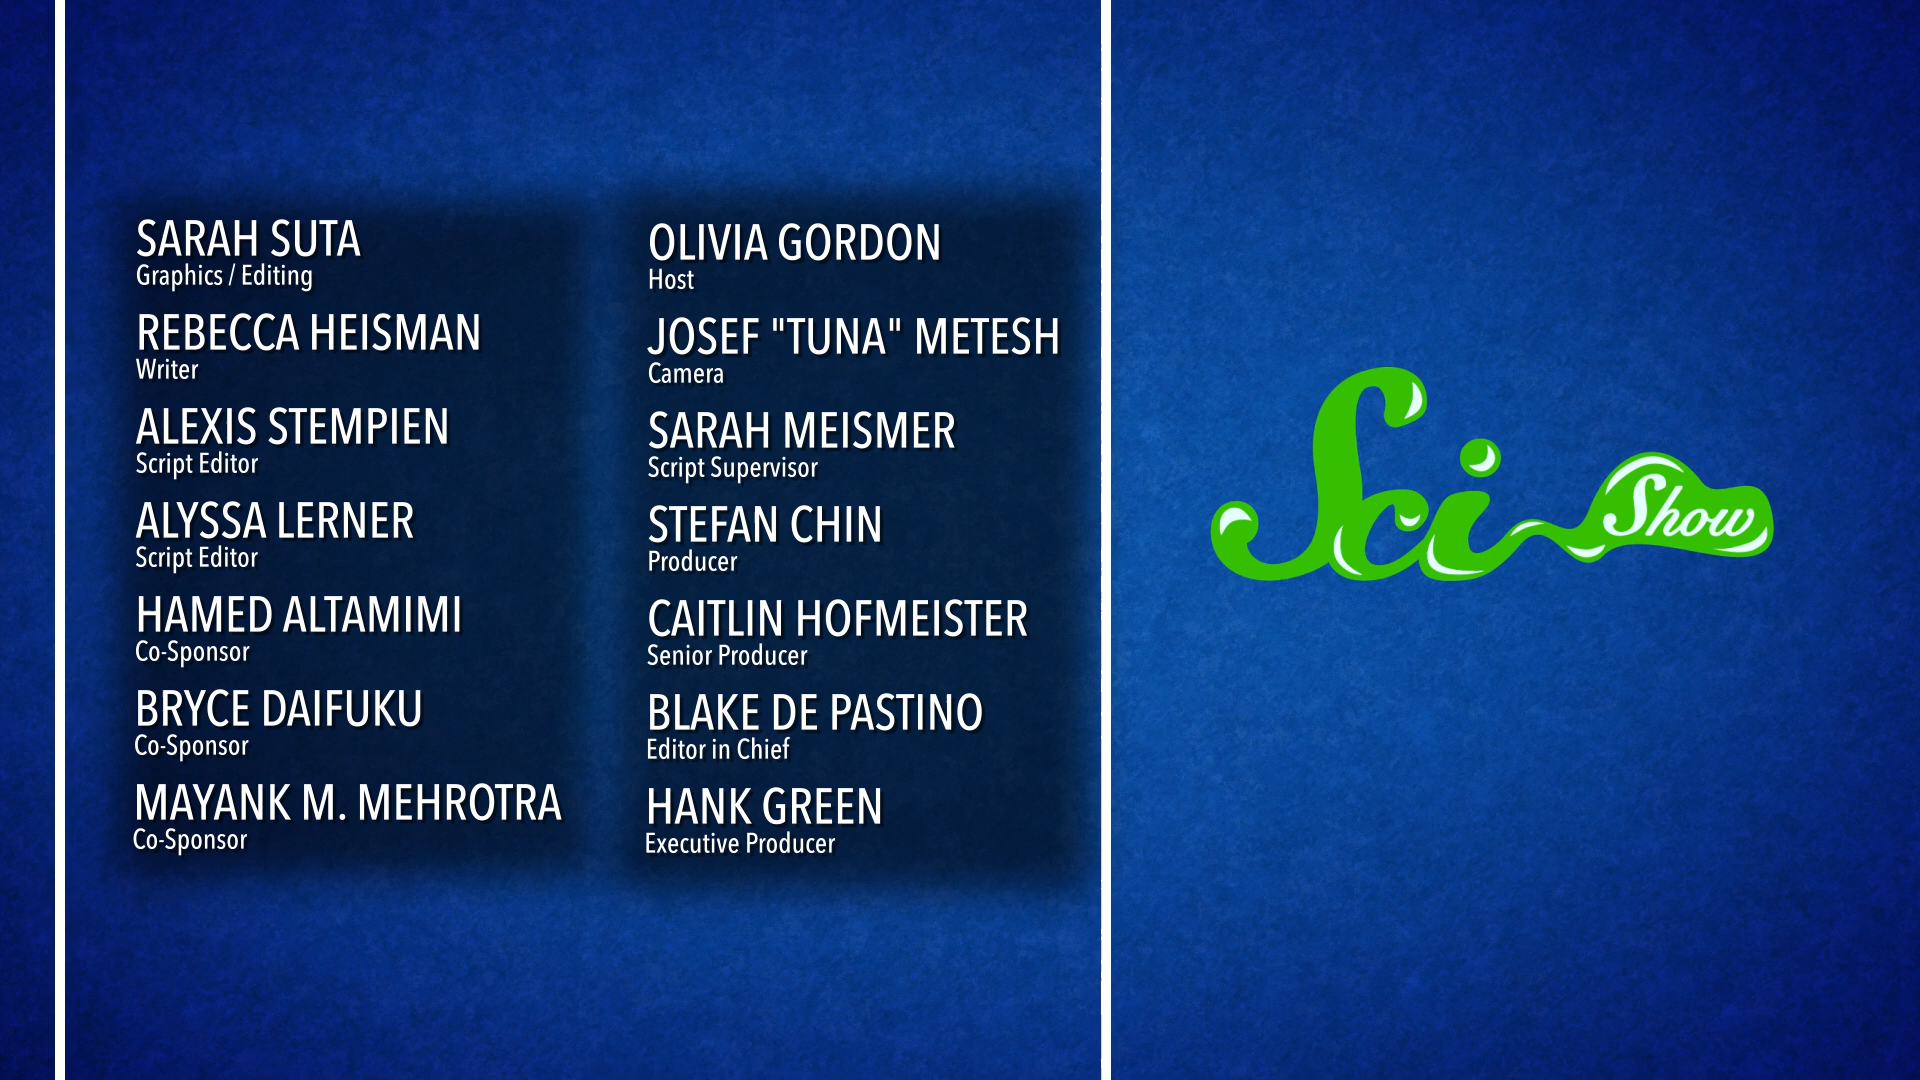 SARAH SUTA
Graphics / Editing
REBECCA HEISMAN
Writer
ALEXIS STEMPIEN
Script Editor
ALYSSA LERNER
Script Editor
HAMED ALTAMIMI
Co-Sponsor
BRYCE DAIFUKU
Co-Sponsor
MAYANK M. MEHROTRA
Co-Sponsor
OLIVIA GORDON
Host
JOSEF "TUNA" METESH
Camera
SARAH MEISMER
Script Supervisor
STEFAN CHIN
Producer
CAITLIN HOFMEISTER
Senior Producer
BLAKE DE PASTINO
Editor in Chief
HANK GREEN
Executive Producer
Sci Show